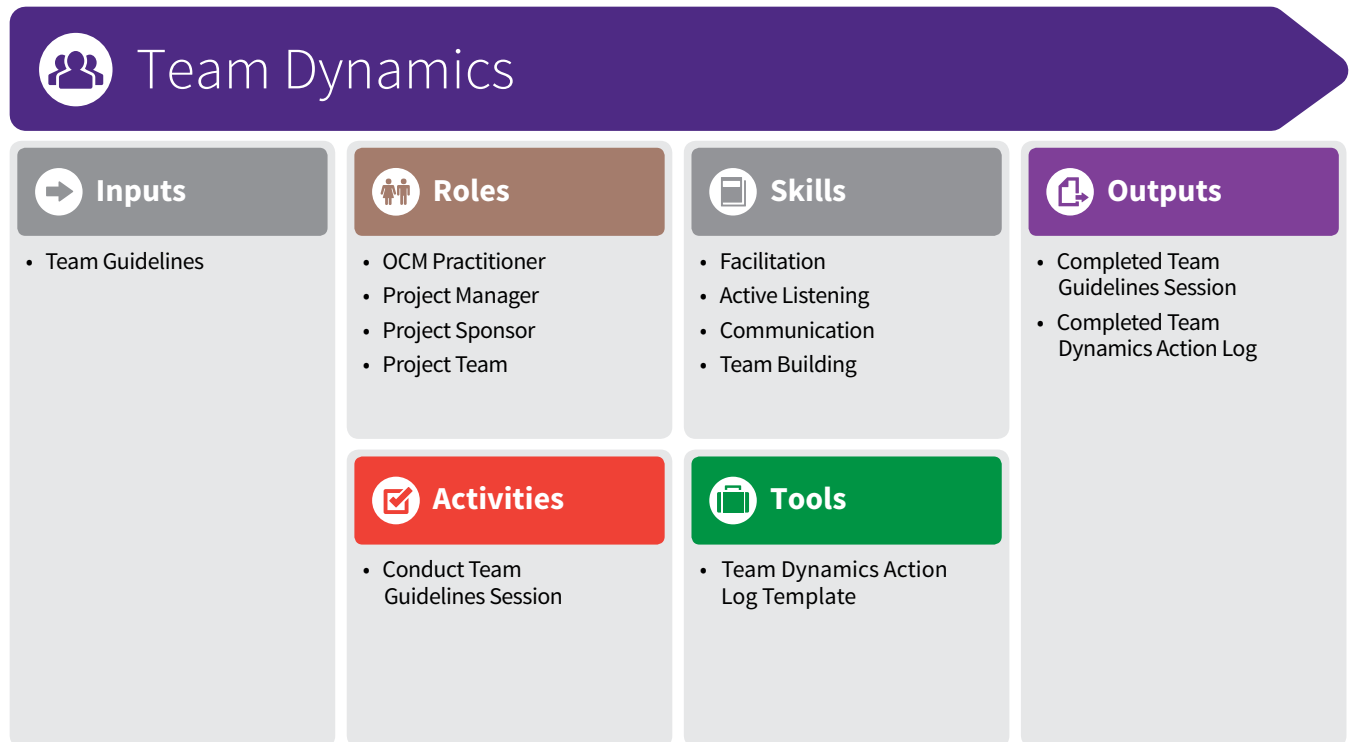 Team Dynamics
Inputs
• Team Guidelines
Roles
• OCM Practitioner
• Project Manager
• Project Sponsor
• Project Team
Skills
• Facilitation
• Active Listening
• Communication
• Team Building
Outputs
• Completed Team
Guidelines Session
• Completed Team
Dynamics Action Log
Activities
• Conduct Team
Guidelines Session
Tools
• Team Dynamics Action
Log Template